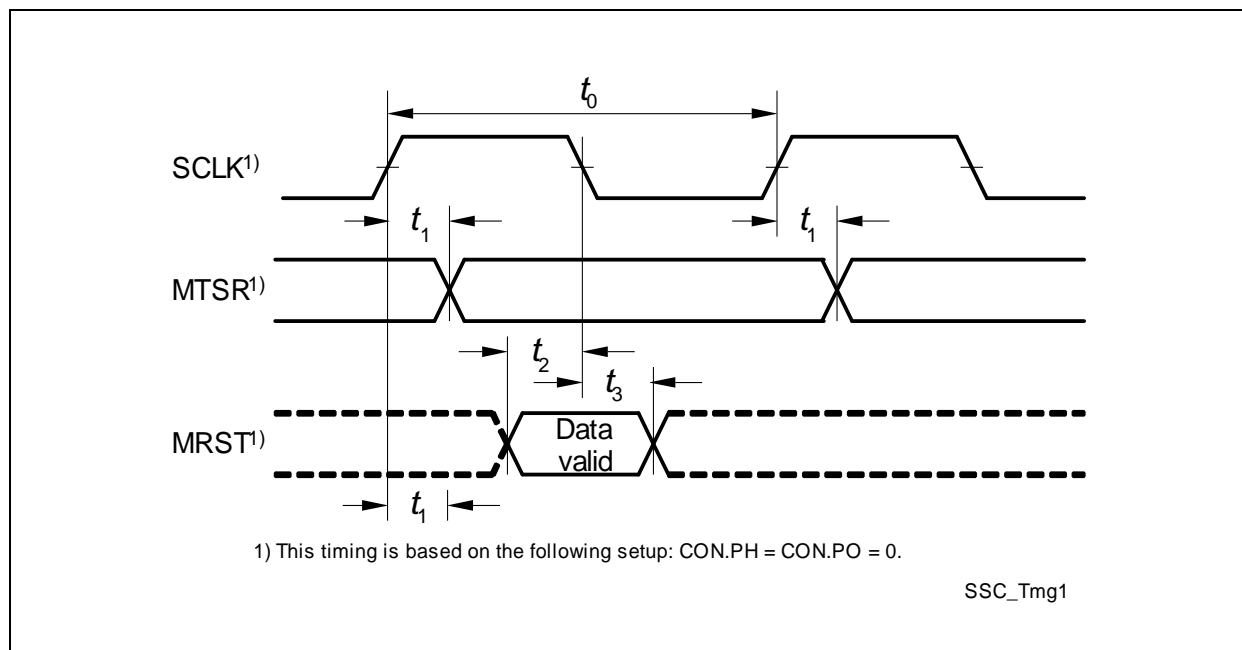 t0
SCLK1)
t1
t1
MTSR1)
t2
t3
MRST1)
Data
valid
t1
1) This timing is based on the following setup: CON.PH = CON.PO = 0.
SSC_Tmg1